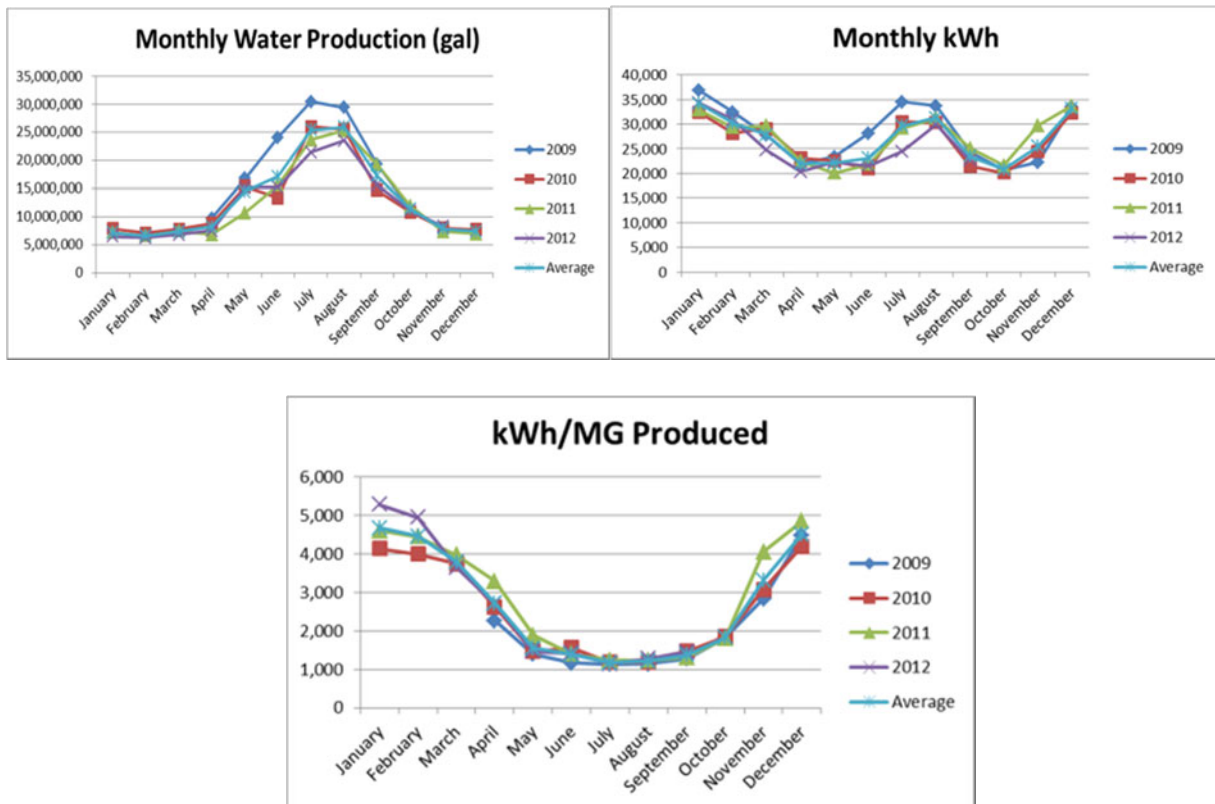 Monthly Water Production (gal)
35,000,000
30,000,000
25,000,000
20,000,000
15,000,000
10,000,000
5,000,000
0
January
February
March
April
May
June
July
August
September
October
November
December
2009
2010
2011
2012
Average
Monthly kWh
40,000
35,000
30,000
25,000
20,000
15,000
10,000
5,000
0
January
February
March
April
May
June
July
August
September
October
November
December
2009
2010
2011
2012
Average
kWh/MG Produced
6,000
5,000
4,000
3,000
2,000
1,000
0
January
February
March
April
May
June
July
August
September
October
November
December
2009
2010
2011
2012
Average